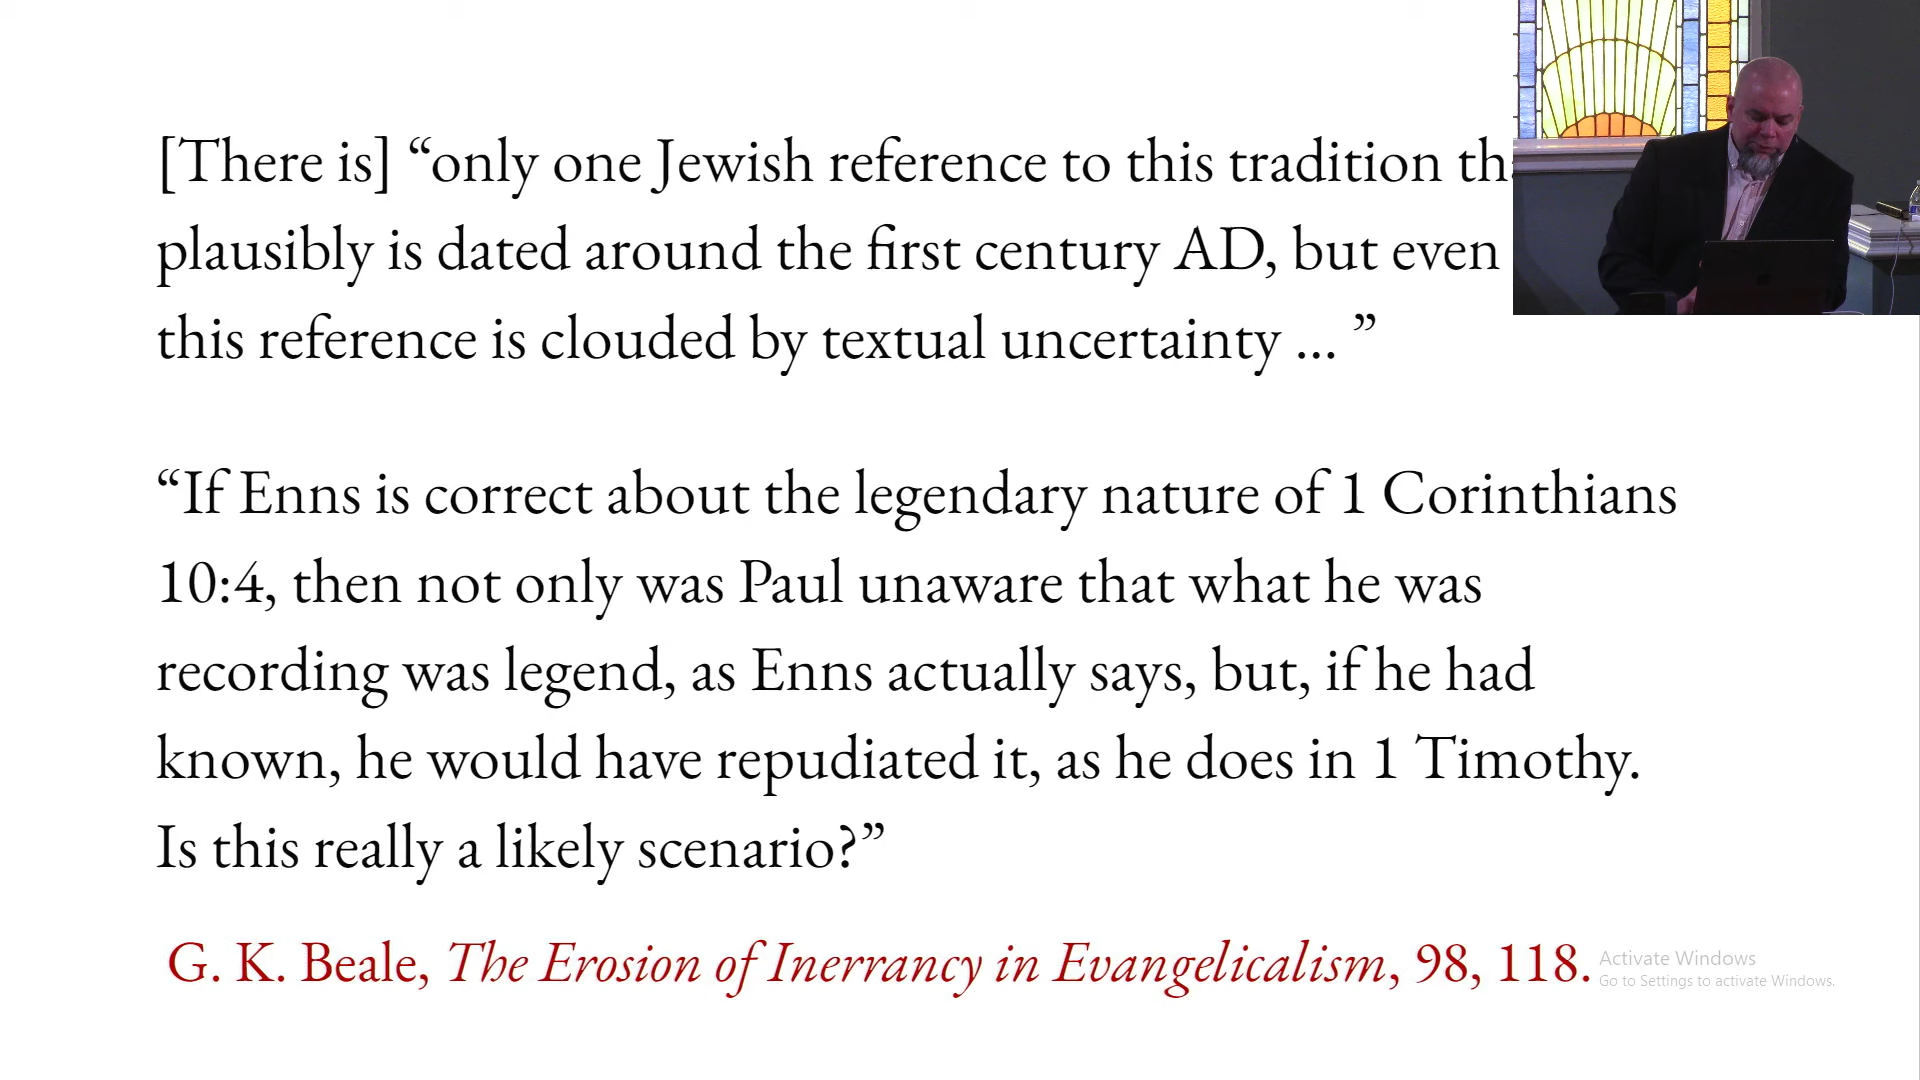 [There is] “only one Jewish reference to this tradition
plausibly is dated around the first century AD, but even
this reference is clouded by textual uncertainty ... ”
“If Enns is correct about the legendary nature of 1 Corinthians
10:4, then not only was Paul unaware that what he was
recording was legend, as Enns actually says, but, if he had
known, he would have repudiated it, as he does in 1 Timothy.
Is this really a likely scenario?”
G. K. Beale, The Erosion of Inerrancy in Evangelicalism, 98, 118.
Activate Windows
Go to Settings to activate Windows.